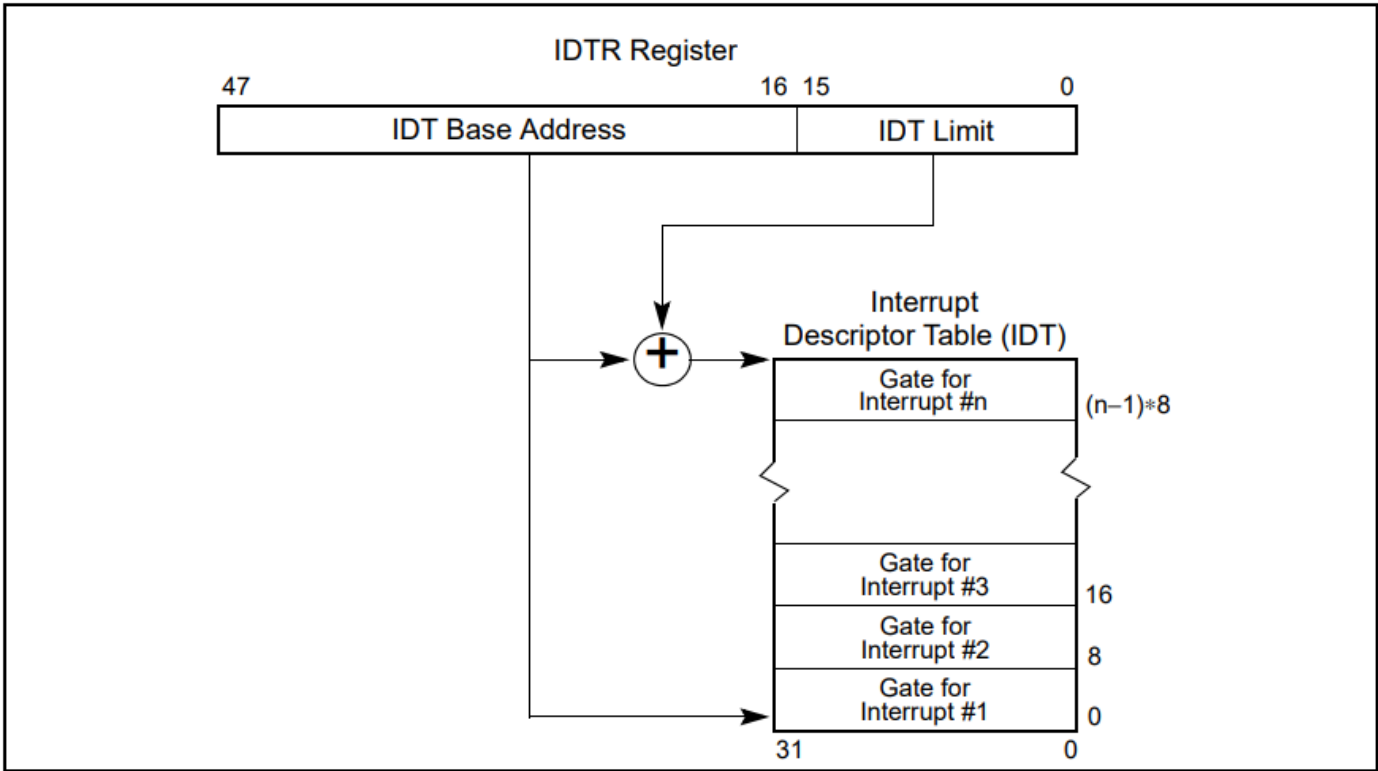 IDTR Register
47 16 15 0
IDT Base Address IDT Limit
Interrupt
Descriptor Table (IDT)
+
Gate for
Interrupt #n
(n−1)∗8
Gate for
Interrupt #3
16
Gate for
Interrupt #2
8
Gate for
Interrupt #1
0
31 0